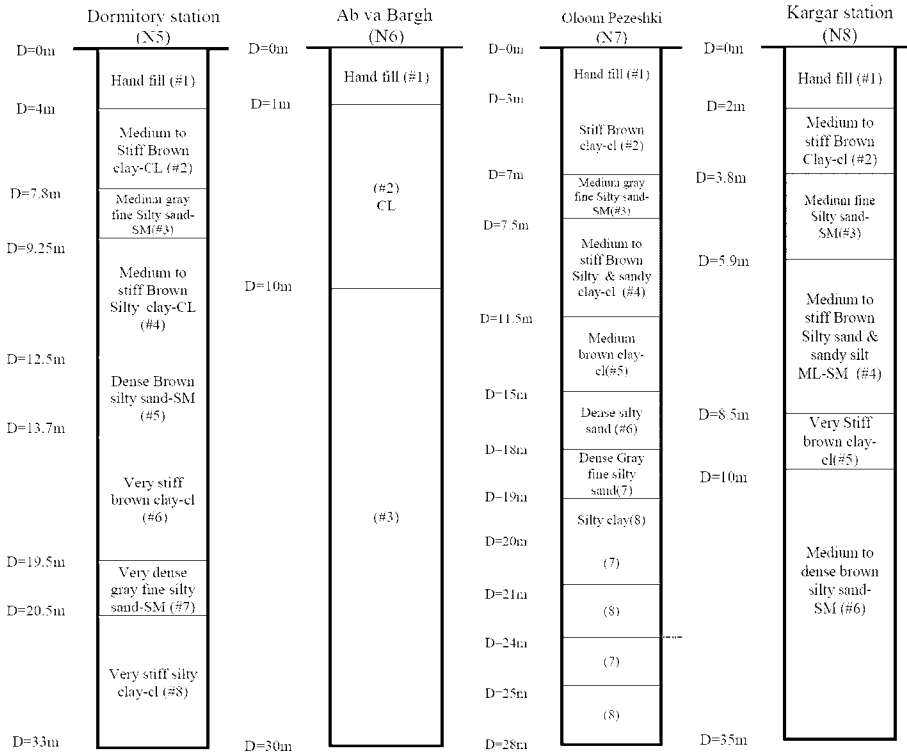 Dormitory station
(N5)
D=0m
Hand fill (#1)
D=4m
Medium to
Stiff Brown
clay-CL (#2)
D=7.8m
Medium gray
fine Silty sand-
SM(#3)
D=9.25m
Medium to
stiff Brown
Silty clay-CL
(#4)
D=12.5m
Dense Brown
silty sand-SM
(#5)
D=13.7m
Very stiff
brown clay-cl
(#6)
D=19.5m
Very dense
gray fine silty
sand-SM (#7)
D=20.5m
Very stiff silty
clay-cl (#8)
D=33m
Ab va Bargh
(N6)
D=0m
Hand fill (#1)
D=1m
(#2)
CL
D=10m
(#3)
D=30m
Oloom Pezeshki
(N7)
D=0m
Hand fill (#1)
D=3m
Stiff Brown
clay-cl (#2)
D=7m
Medium gray
fine Silty sand-
SM(#3)
D=7.5m
Medium to
stiff Brown
Silty & sandy
clay-cl (#4)
D=11.5m
Medium
brown clay-
cl(#5)
D=15m
Dense silty
sand (#6)
D=18m
Dense Gray
fine silty
sand(7)
D=19m
Silty clay(8)
D=20m
(7)
D=21m
(8)
D=24m
(7)
D=25m
(8)
D=28m
Kargar station
(N8)
D=0m
Hand fill (#1)
D=2m
Medium to
stiff Brown
Clay-cl (#2)
D=3.8m
Medium fine
Silty sand-
SM(#3)
D=5.9m
Medium to
stiff Brown
Silty sand &
sandy silt
ML-SM (#4)
D=8.5m
Very Stiff
brown clay-
cl(#5)
D=10m
Medium to
dense brown
silty sand-
SM (#6)
D=35m